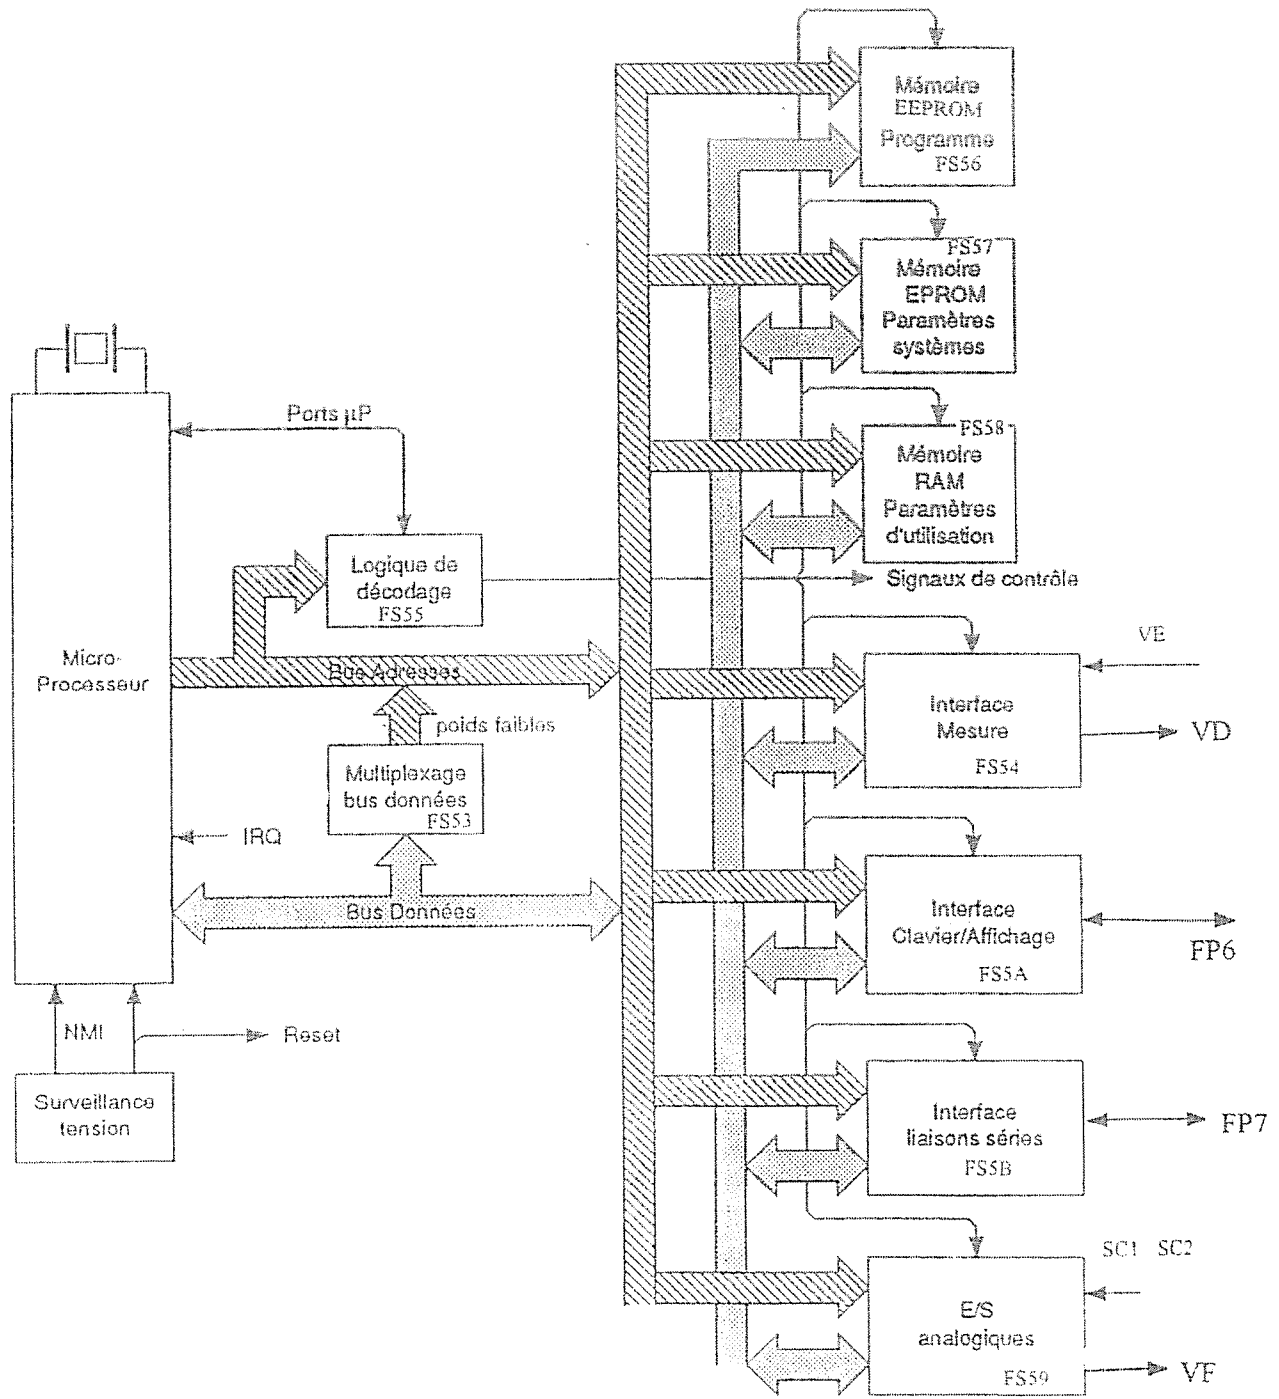 Mémoire
EEPROM
Programme
FS56
FS57
Mémoire
EPROM
Paramètres
systèmes
Ports µP
FS58
Mémoire
RAM
Paramètres
d'utilisation
Logique de
décodage
FS55
Signaux de contrôle
Micro-
Processeur
Bus Adresses
poids faibles
VE
Interface
Mesure
FS54
VD
Multiplexage
bus données
FS53
IRQ
Bus Données
Interface
Clavier/Affichage
FS5A
FP6
NMI
Reset
Surveillance
tension
Interface
liaisons séries
FS5B
FP7
SC1 SC2
E/S
analogiques
FS59
VF